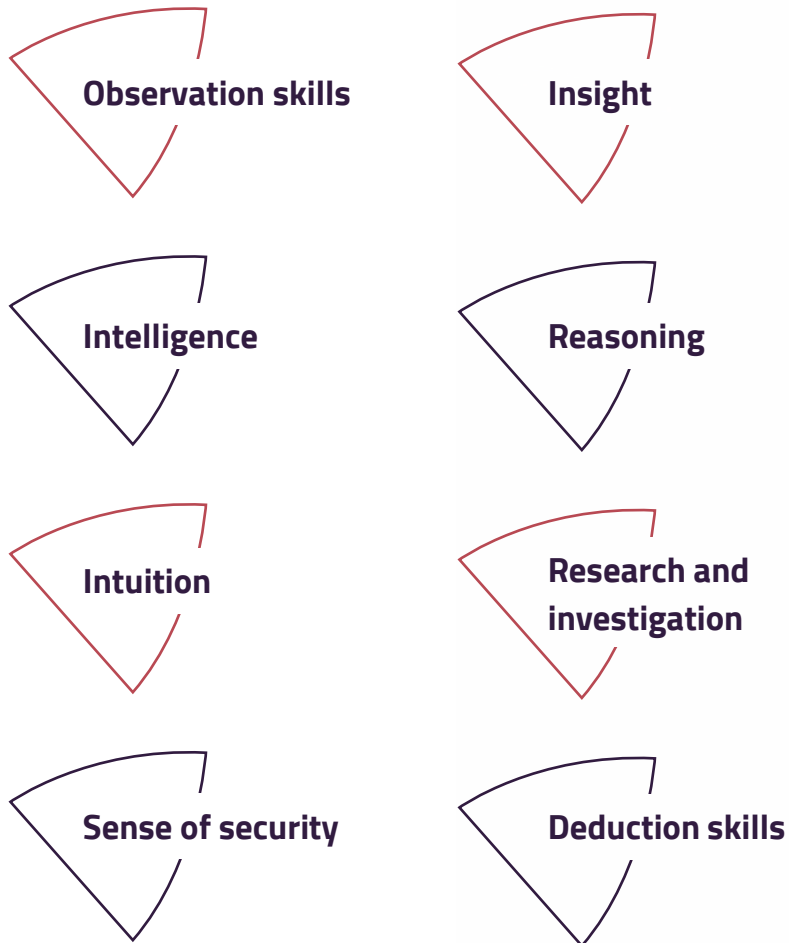 Observation skills
Insight
Intelligence
Reasoning
Intuition
Research and
investigation
Sense of security
Deduction skills